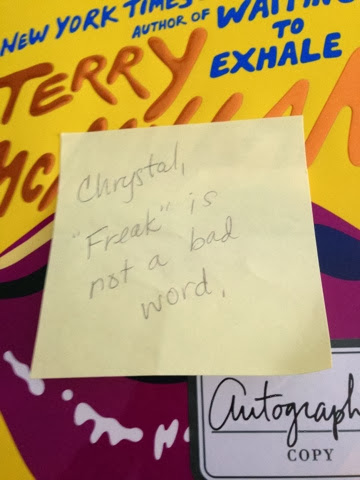 NEW YORK TIMES
AUTHOR OF WAITING
TO
EXHALE
TERRY
Chrystal,
"Freak" is
not a bad
word.
Autograph
COPY